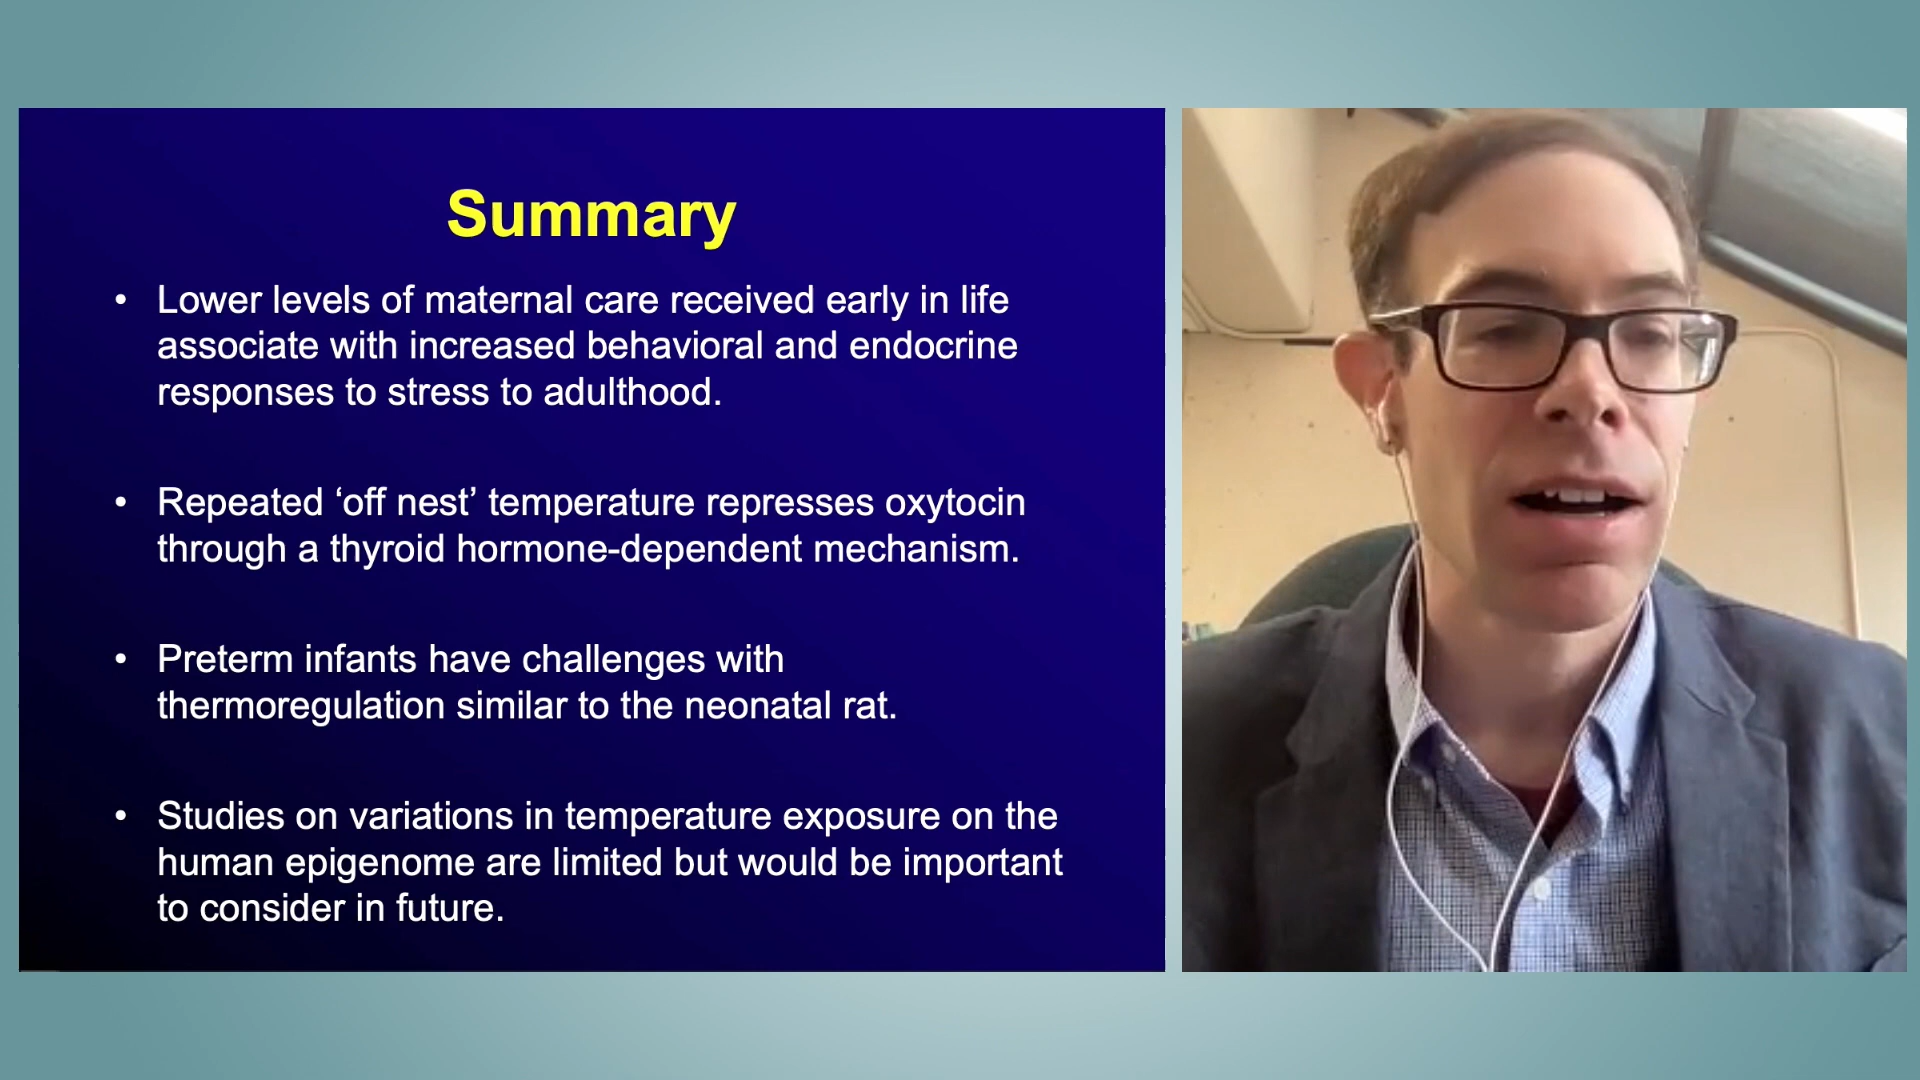 Summary
• Lower levels of maternal care received early in life
associate with increased behavioral and endocrine
responses to stress to adulthood.
• Repeated ‘off nest’ temperature represses oxytocin
through a thyroid hormone-dependent mechanism.
• Preterm infants have challenges with
thermoregulation similar to the neonatal rat.
• Studies on variations in temperature exposure on the
human epigenome are limited but would be important
to consider in future.